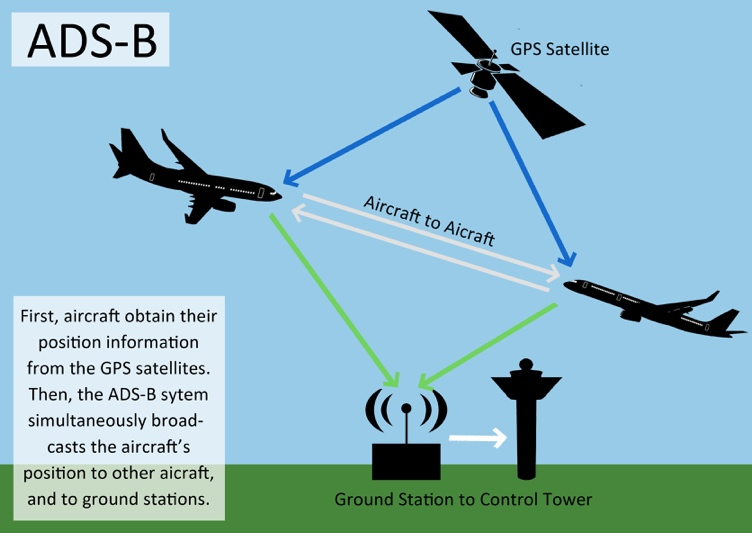 ADS-B
GPS Satellite
Aircraft to Aicraft
First, aircraft obtain their
position information
from the GPS satellites.
Then, the ADS-B sytem
simultaneously broad-
casts the aircraft's
position to other aicraft,
and to ground stations.
Ground Station to Control Tower